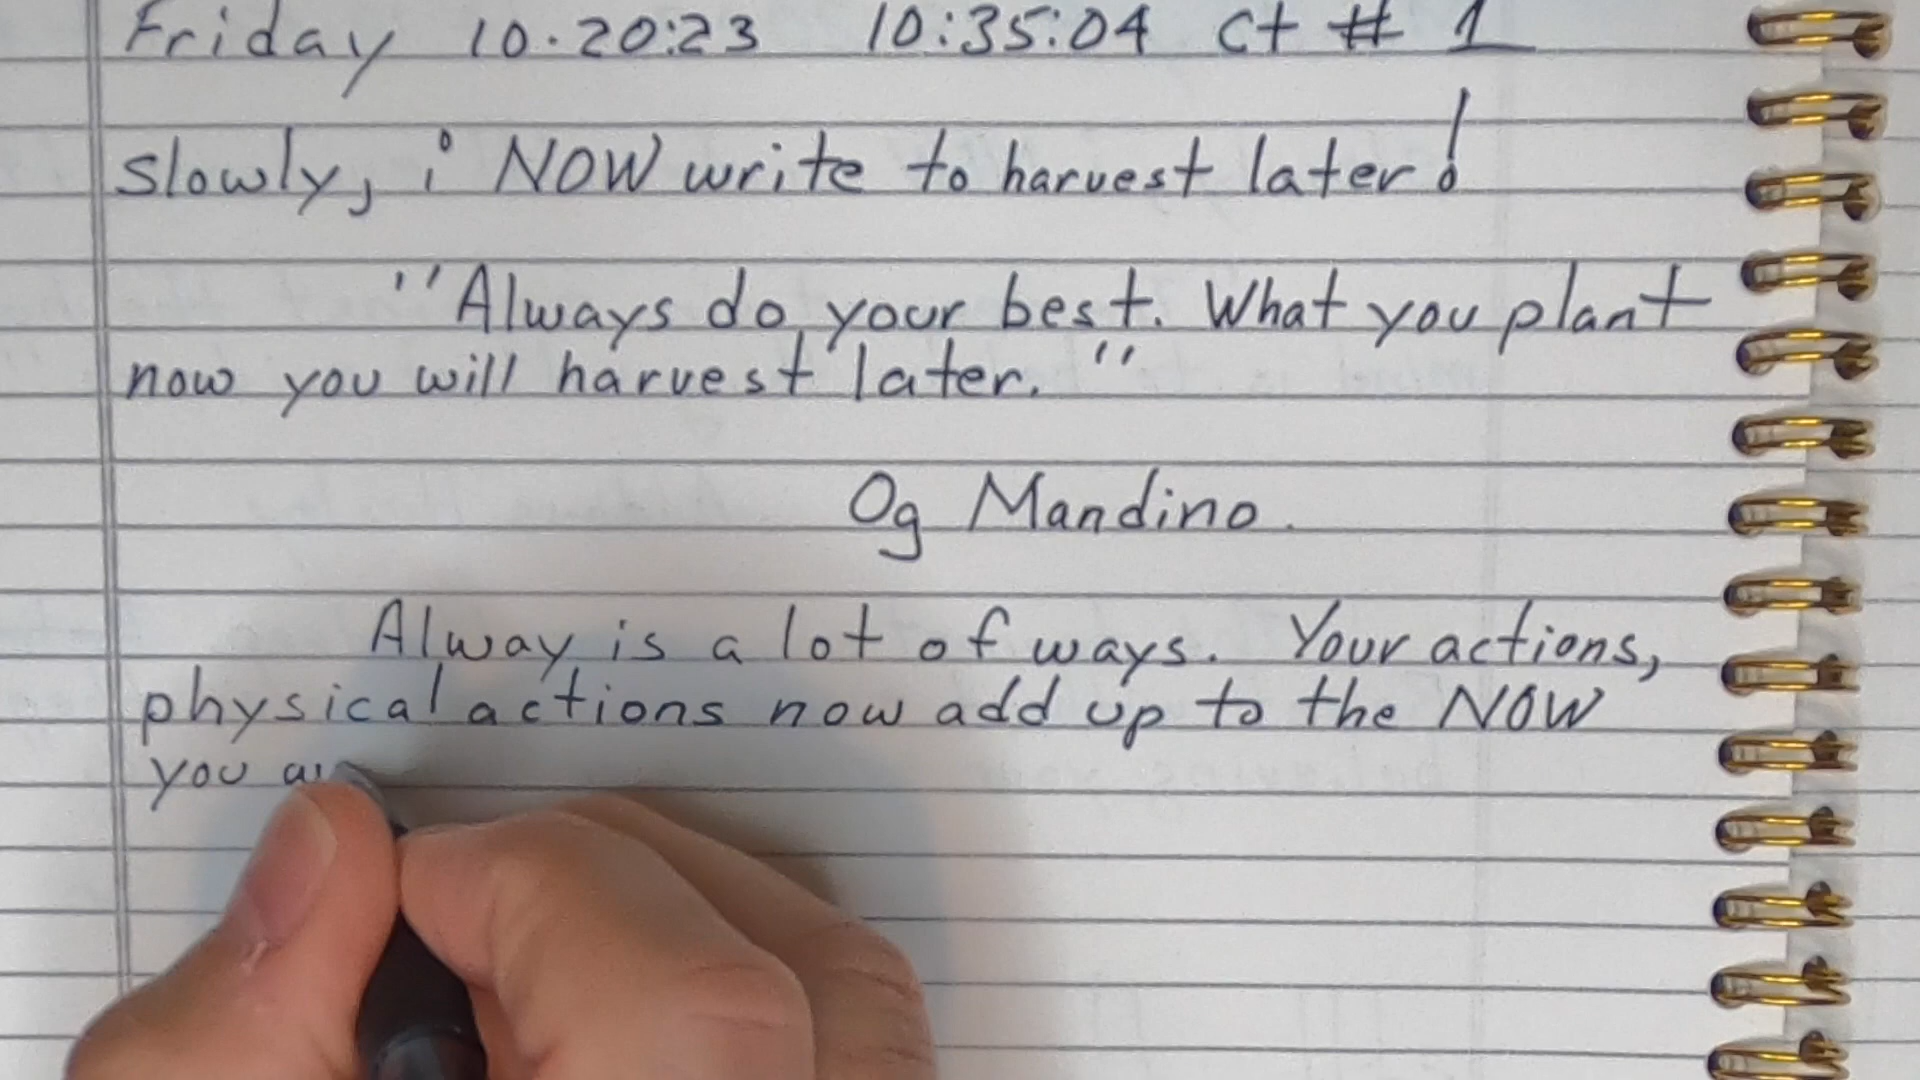 Friday 10.20:23 10:35:04 Ct # 1
slowly, i NOW write to harvest later!
"Always do your best. What you plant
now you will harvest later."
Og Mandino.
Alway is a lot of ways. Your actions,
physical actions now add up to the NOW
you